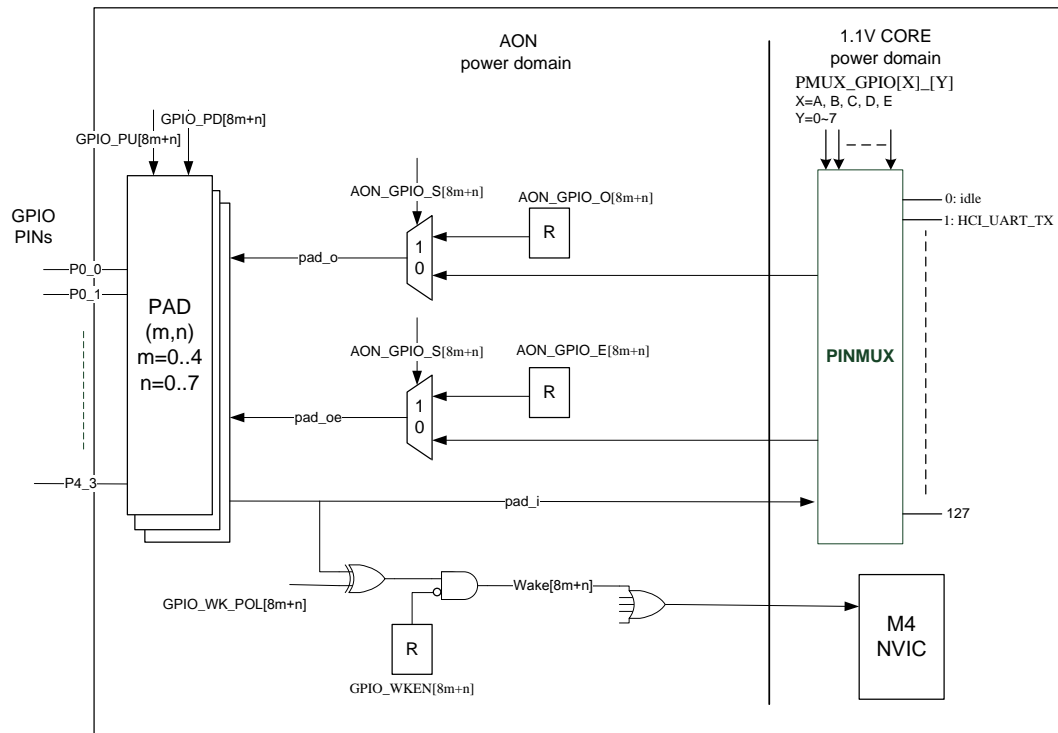 AON
power domain
1.1V CORE
power domain
PMUX_GPIO[X]_[Y]
X=A, B, C, D, E
Y=0~7
GPIO_PD[8m+n]
GPIO_PU[8m+n]
AON_GPIO_S[8m+n]
AON_GPIO_O[8m+n]
R
0: idle
1: HCI_UART_TX
GPIO
PINs
1
0
pad_o
P0_0
P0_1
PAD
(m,n)
m=0..4
n=0..7
AON_GPIO_S[8m+n]
AON_GPIO_E[8m+n]
R
PINMUX
1
0
pad_oe
P4_3
pad_i
127
Wake[8m+n]
GPIO_WK_POL[8m+n]
R
GPIO_WKEN[8m+n]
M4
NVIC